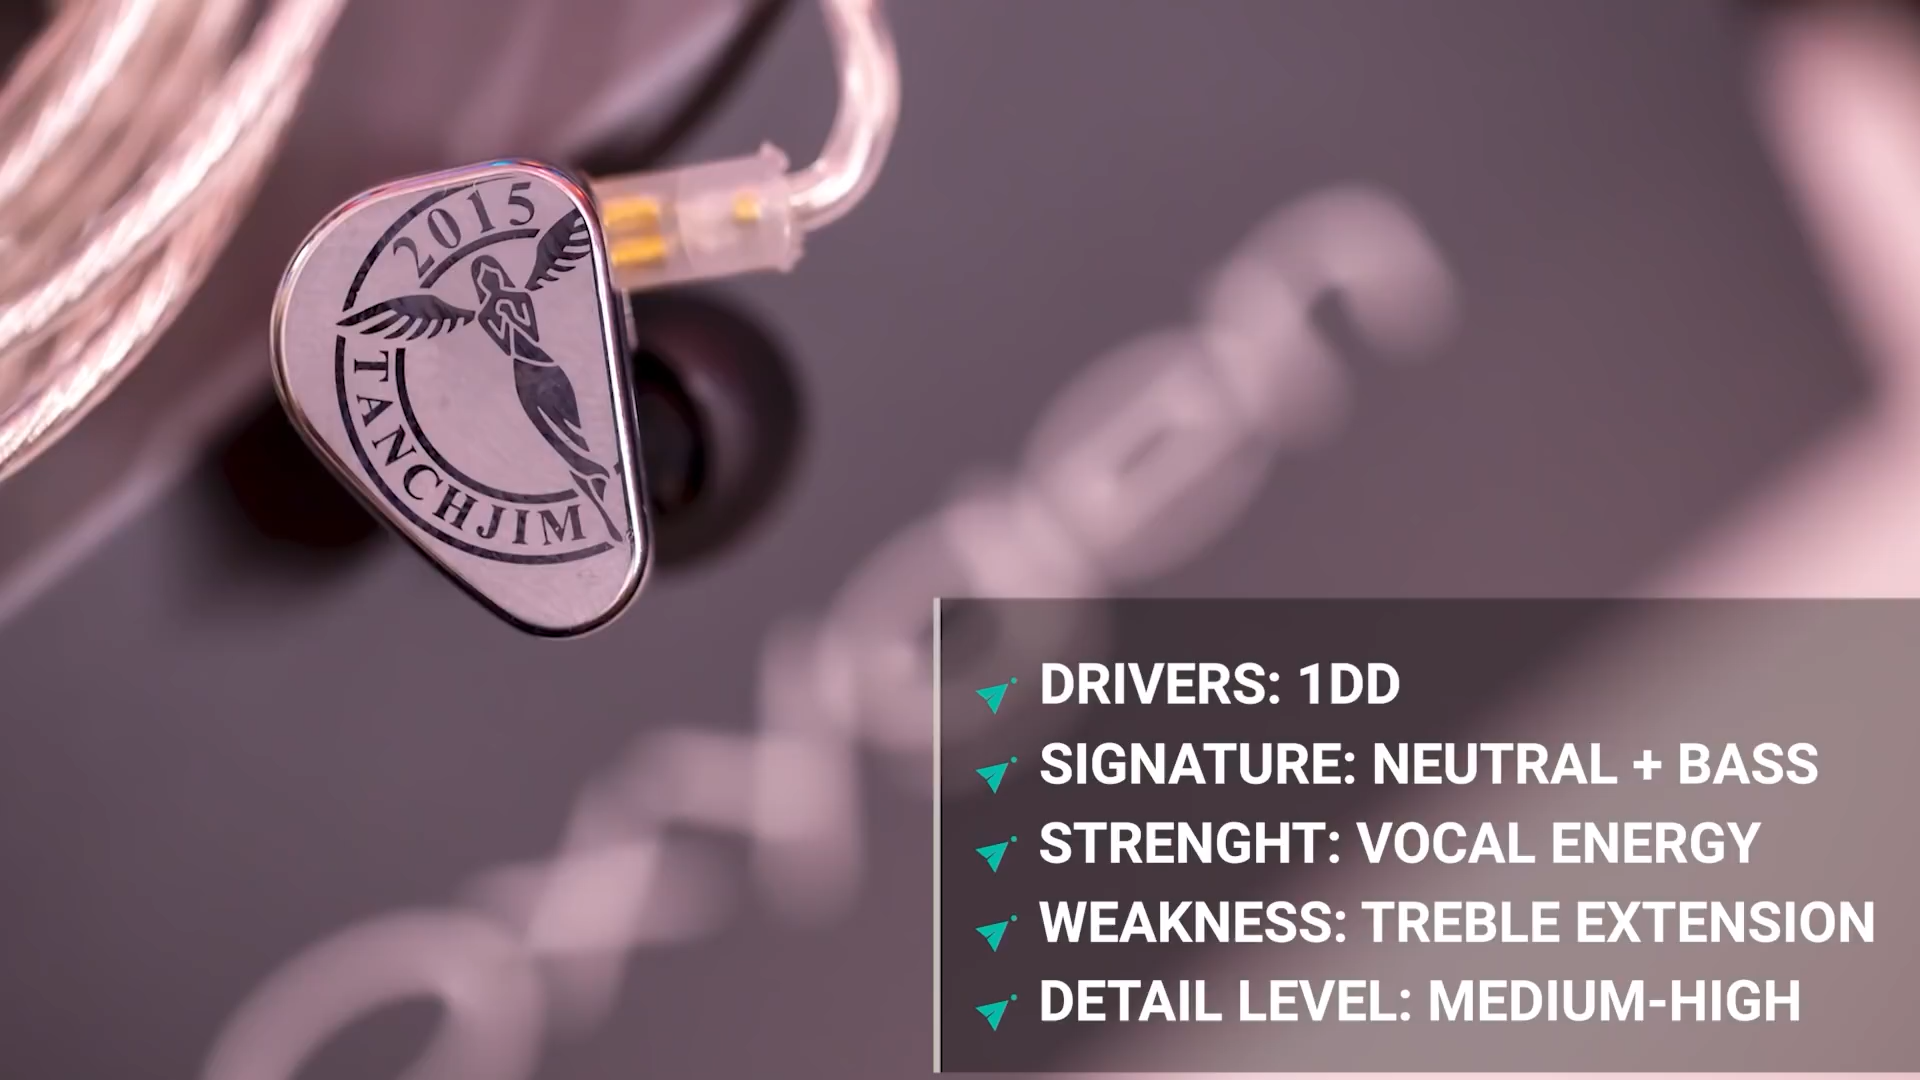 2015
TANCHJIM
DRIVERS: 1DD
SIGNATURE: NEUTRAL + BASS
STRENGHT: VOCAL ENERGY
WEAKNESS: TREBLE EXTENSION
DETAIL LEVEL: MEDIUM-HIGH